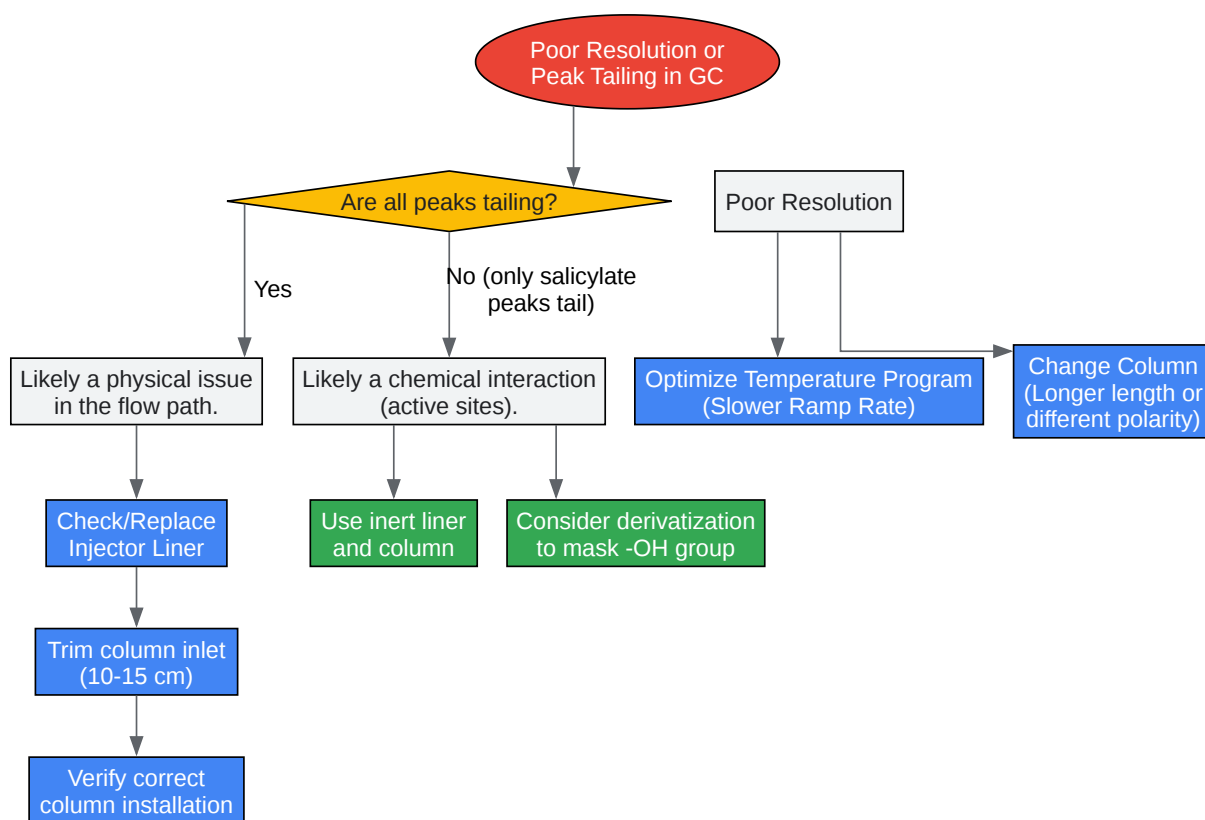 Poor Resolution or
Peak Tailing in GC
Are all peaks tailing?
Poor Resolution
Yes
No (only salicylate
peaks tail)
Likely a physical issue
in the flow path.
Likely a chemical interaction
(active sites).
Optimize Temperature Program
(Slower Ramp Rate)
Change Column
(Longer length or
different polarity)
Check/Replace
Injector Liner
Use inert liner
and column
Consider derivatization
to mask -OH group
Trim column inlet
(10-15 cm)
Verify correct
column installation